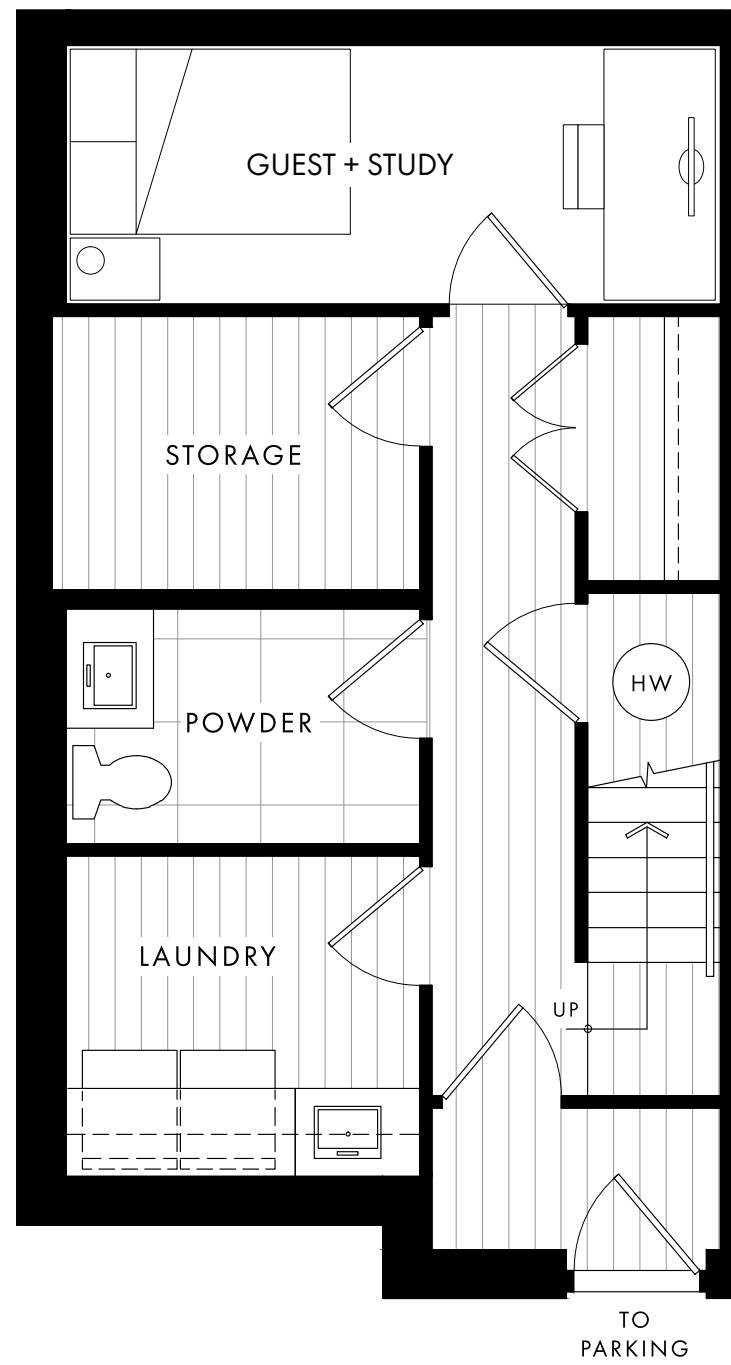 GUEST + STUDY
STORAGE
HW
POWDER
LAUNDRY
UP
TO
PARKING